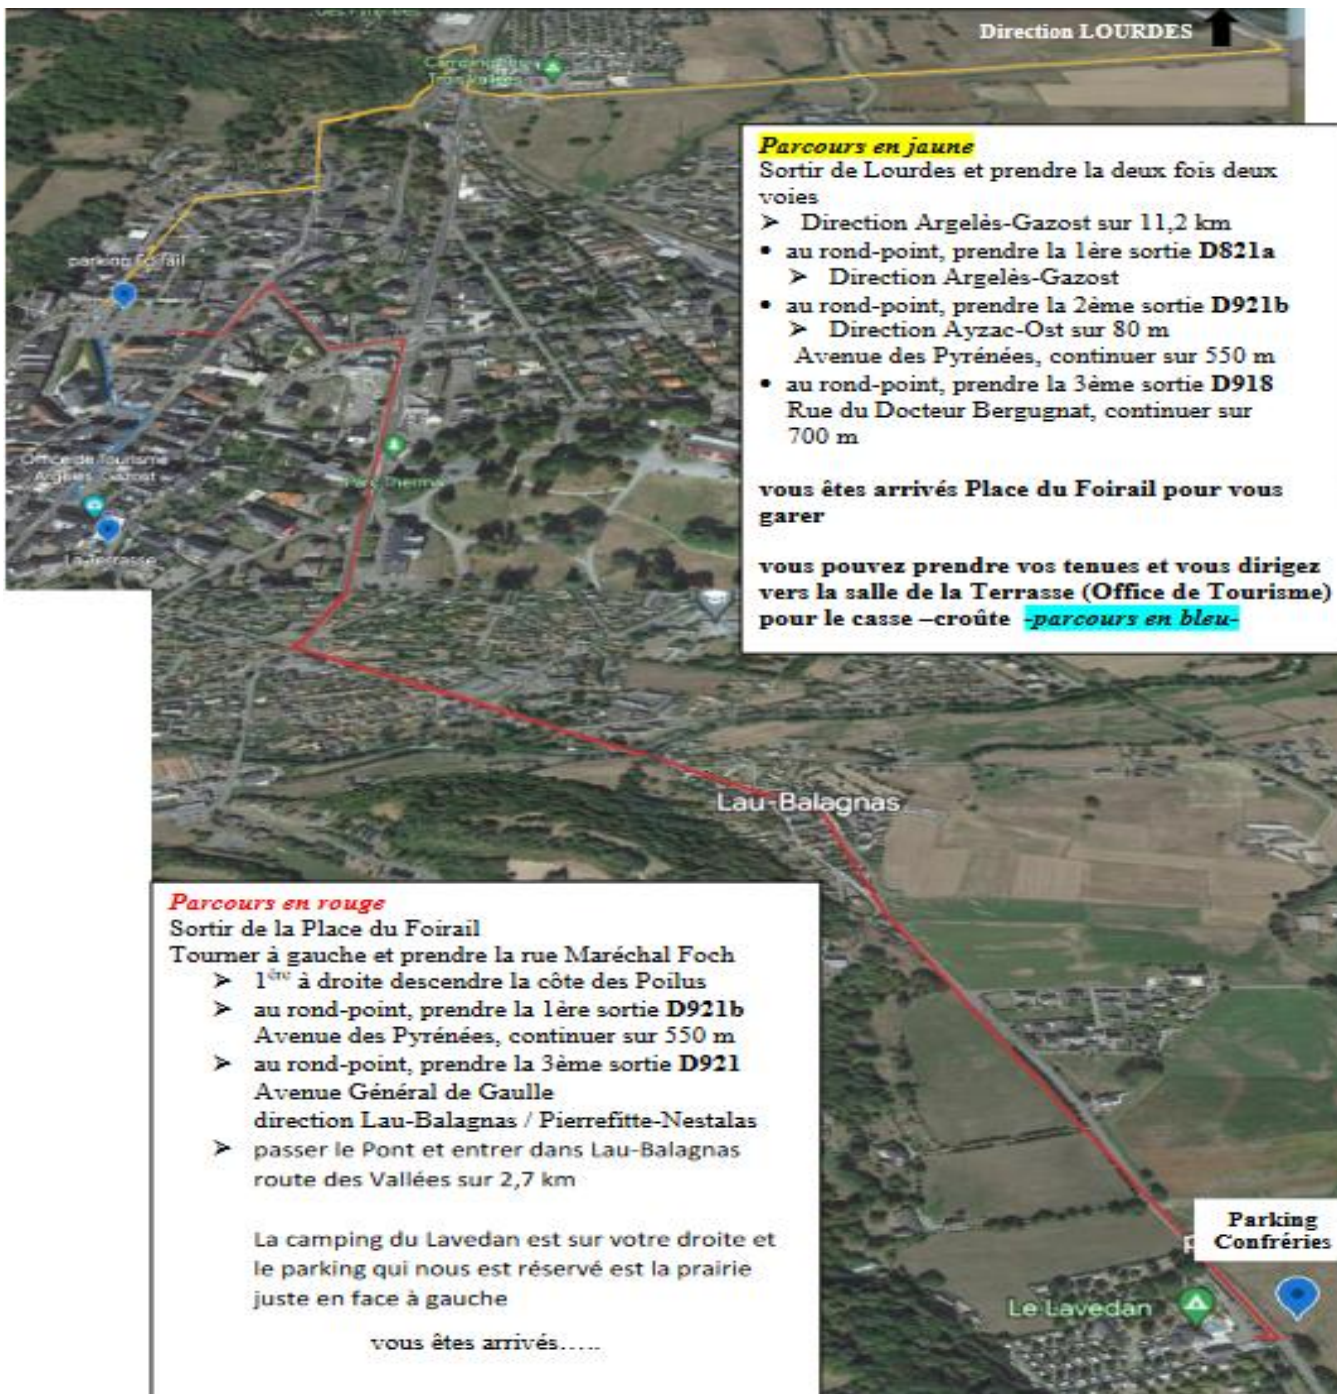 Direction LOURDES
Camping Les
Trois Vallées
parking Foirail
Office de Tourisme
Argelès-Gazost
La Terrasse
Parc Thermal
Parcours en jaune
Sortir de Lourdes et prendre la deux fois deux
voies
➤ Direction Argelès-Gazost sur 11,2 km
• au rond-point, prendre la 1ère sortie D821a
➤ Direction Argelès-Gazost
• au rond-point, prendre la 2ème sortie D921b
➤ Direction Ayzac-Ost sur 80 m
Avenue des Pyrénées, continuer sur 550 m
• au rond-point, prendre la 3ème sortie D918
Rue du Docteur Bergugnat, continuer sur
700 m
vous êtes arrivés Place du Foirail pour vous
garer
vous pouvez prendre vos tenues et vous dirigez
vers la salle de la Terrasse (Office de Tourisme)
pour le casse –croûte -parcours en bleu-
Lau-Balagnas
Parcours en rouge
Sortir de la Place du Foirail
Tourner à gauche et prendre la rue Maréchal Foch
➤ 1ère à droite descendre la côte des Poilus
➤ au rond-point, prendre la 1ère sortie D921b
Avenue des Pyrénées, continuer sur 550 m
➤ au rond-point, prendre la 3ème sortie D921
Avenue Général de Gaulle
direction Lau-Balagnas / Pierrefitte-Nestalas
➤ passer le Pont et entrer dans Lau-Balagnas
route des Vallées sur 2,7 km
La camping du Lavedan est sur votre droite et
le parking qui nous est réservé est la prairie
juste en face à gauche
vous êtes arrivés.....
Parking
Confréries
Le Lavedan